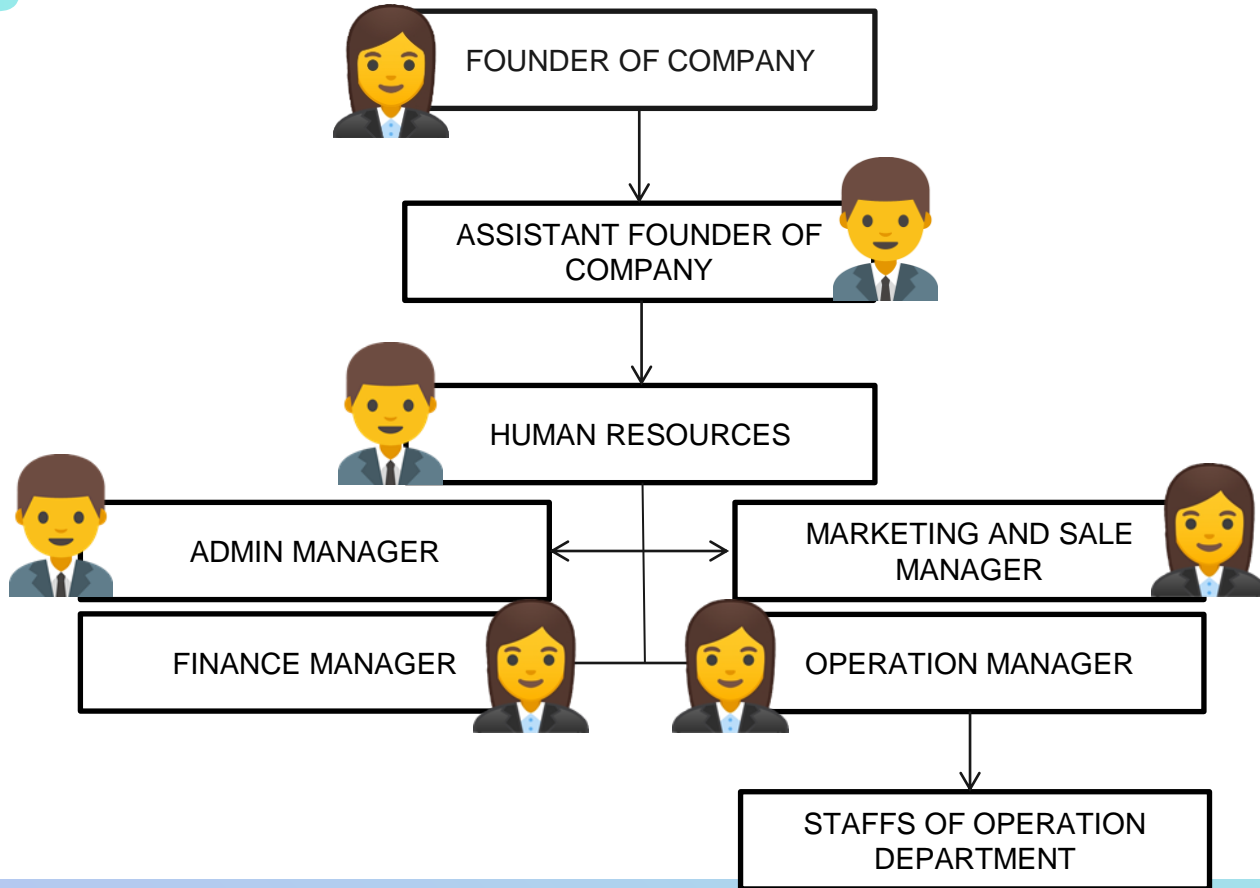 FOUNDER OF COMPANY
ASSISTANT FOUNDER OF
COMPANY
HUMAN RESOURCES
ADMIN MANAGER
MARKETING AND SALE
MANAGER
FINANCE MANAGER
OPERATION MANAGER
STAFFS OF OPERATION
DEPARTMENT